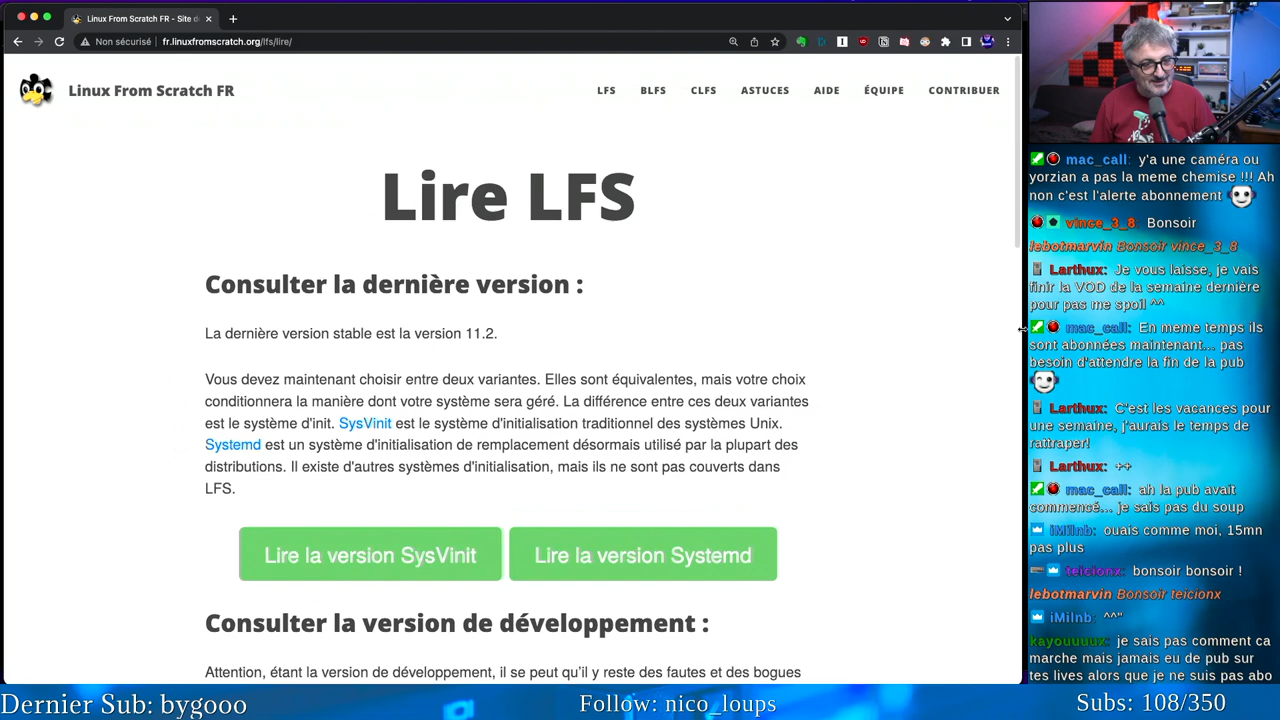 Linux From Scratch FR - Site d
Non sécurisé fr.linuxfromscratch.org/lfs/lire/
Linux From Scratch FR
LFS BLFS CLFS ASTUCES AIDE ÉQUIPE CONTRIBUER
Lire LFS
Consulter la dernière version :
La dernière version stable est la version 11.2.
Vous devez maintenant choisir entre deux variantes. Elles sont équivalentes, mais votre choix
conditionnera la manière dont votre système sera géré. La différence entre ces deux variantes
est le système d'init. SysVinit est le système d'initialisation traditionnel des systèmes Unix.
Systemd est un système d'initialisation de remplacement désormais utilisé par la plupart des
distributions. Il existe d'autres systèmes d'initialisation, mais ils ne sont pas couverts dans
LFS.
Lire la version SysVinit Lire la version Systemd
Consulter la version de développement :
Attention, étant la version de développement, il se peut qu'il y reste des fautes et des bogues
mac_call: y'a une caméra ou
yorzian a pas la meme chemise !!! Ah
non c'est l'alerte abonnement
vince_3_8: Bonsoir
lebotmarvin Bonsoir vince_3_8
Larthux: Je vous laisse, je vais
finir la VOD de la semaine dernière
pour pas me spoil ^^
mac_call: En meme temps ils
sont abonnées maintenant... pas
besoin d'attendre la fin de la pub
Larthux: C'est les vacances pour
une semaine, j'aurais le temps de
rattraper!
Larthux: ++
mac_call: ah la pub avait
commencé... je sais pas du soup
iMilnb: ouais comme moi, 15mn
pas plus
teicionx: bonsoir bonsoir !
lebotmarvin Bonsoir teicionx
iMilnb: ^^"
kayouuuux: je sais pas comment ca
marche mais jamais eu de pub sur
tes lives alors que je ne suis pas abo
Dernier Sub: bygooo Follow: nico_loups Subs: 108/350